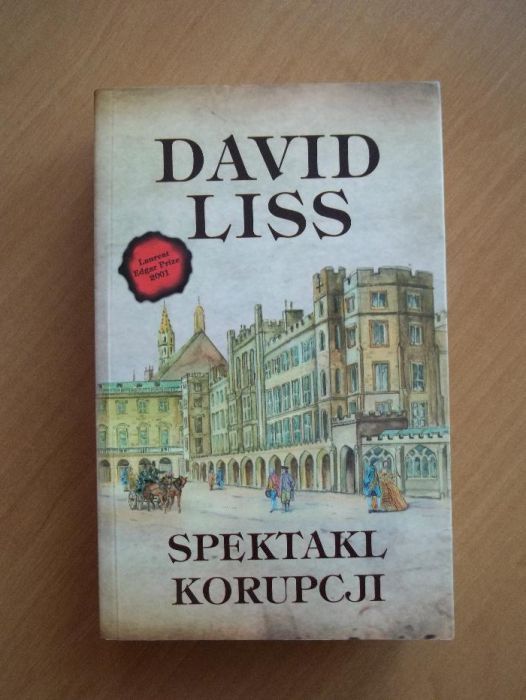 DAVID
LISS
Laureat
Edgar Prize
2001
SPEKTAKL
KORUPCJI